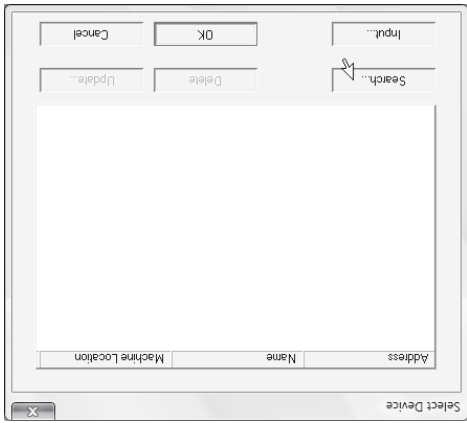 Select Device
Address Name Machine Location
Search... Delete Update...
Input... OK Cancel